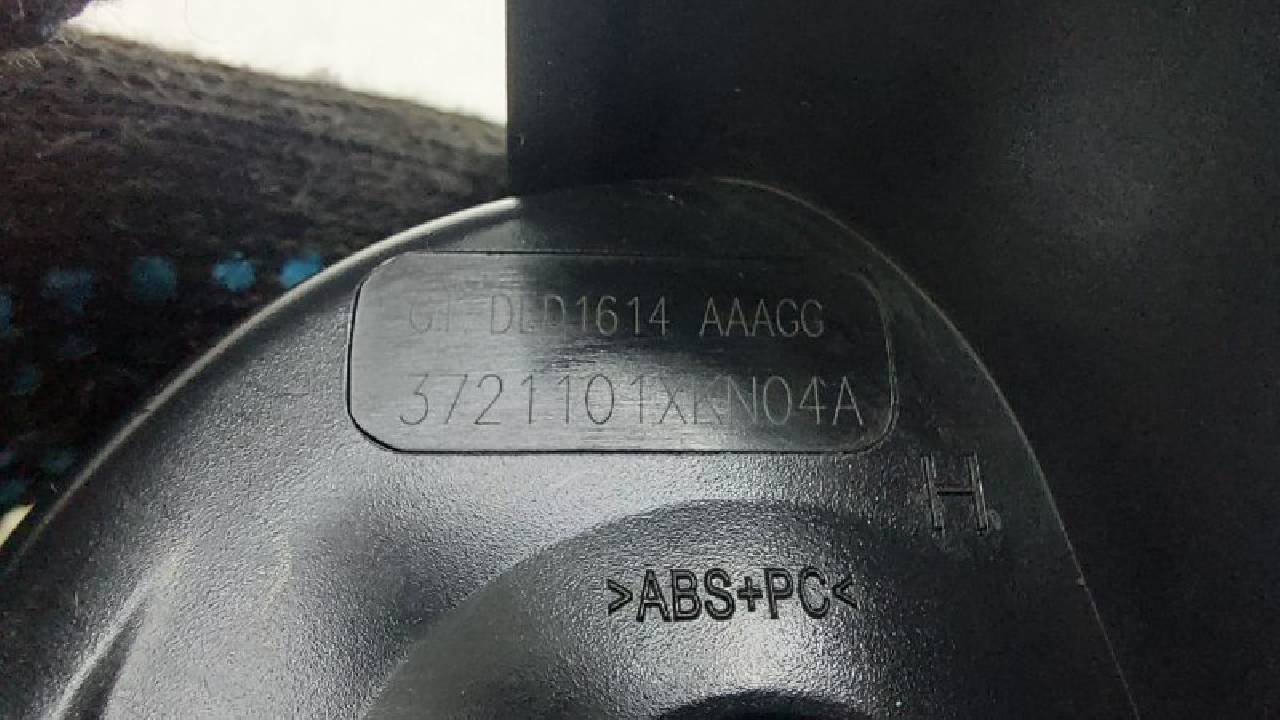 DLD1614 AAAGG
3721101XKN04A
H
>ABS+PC<